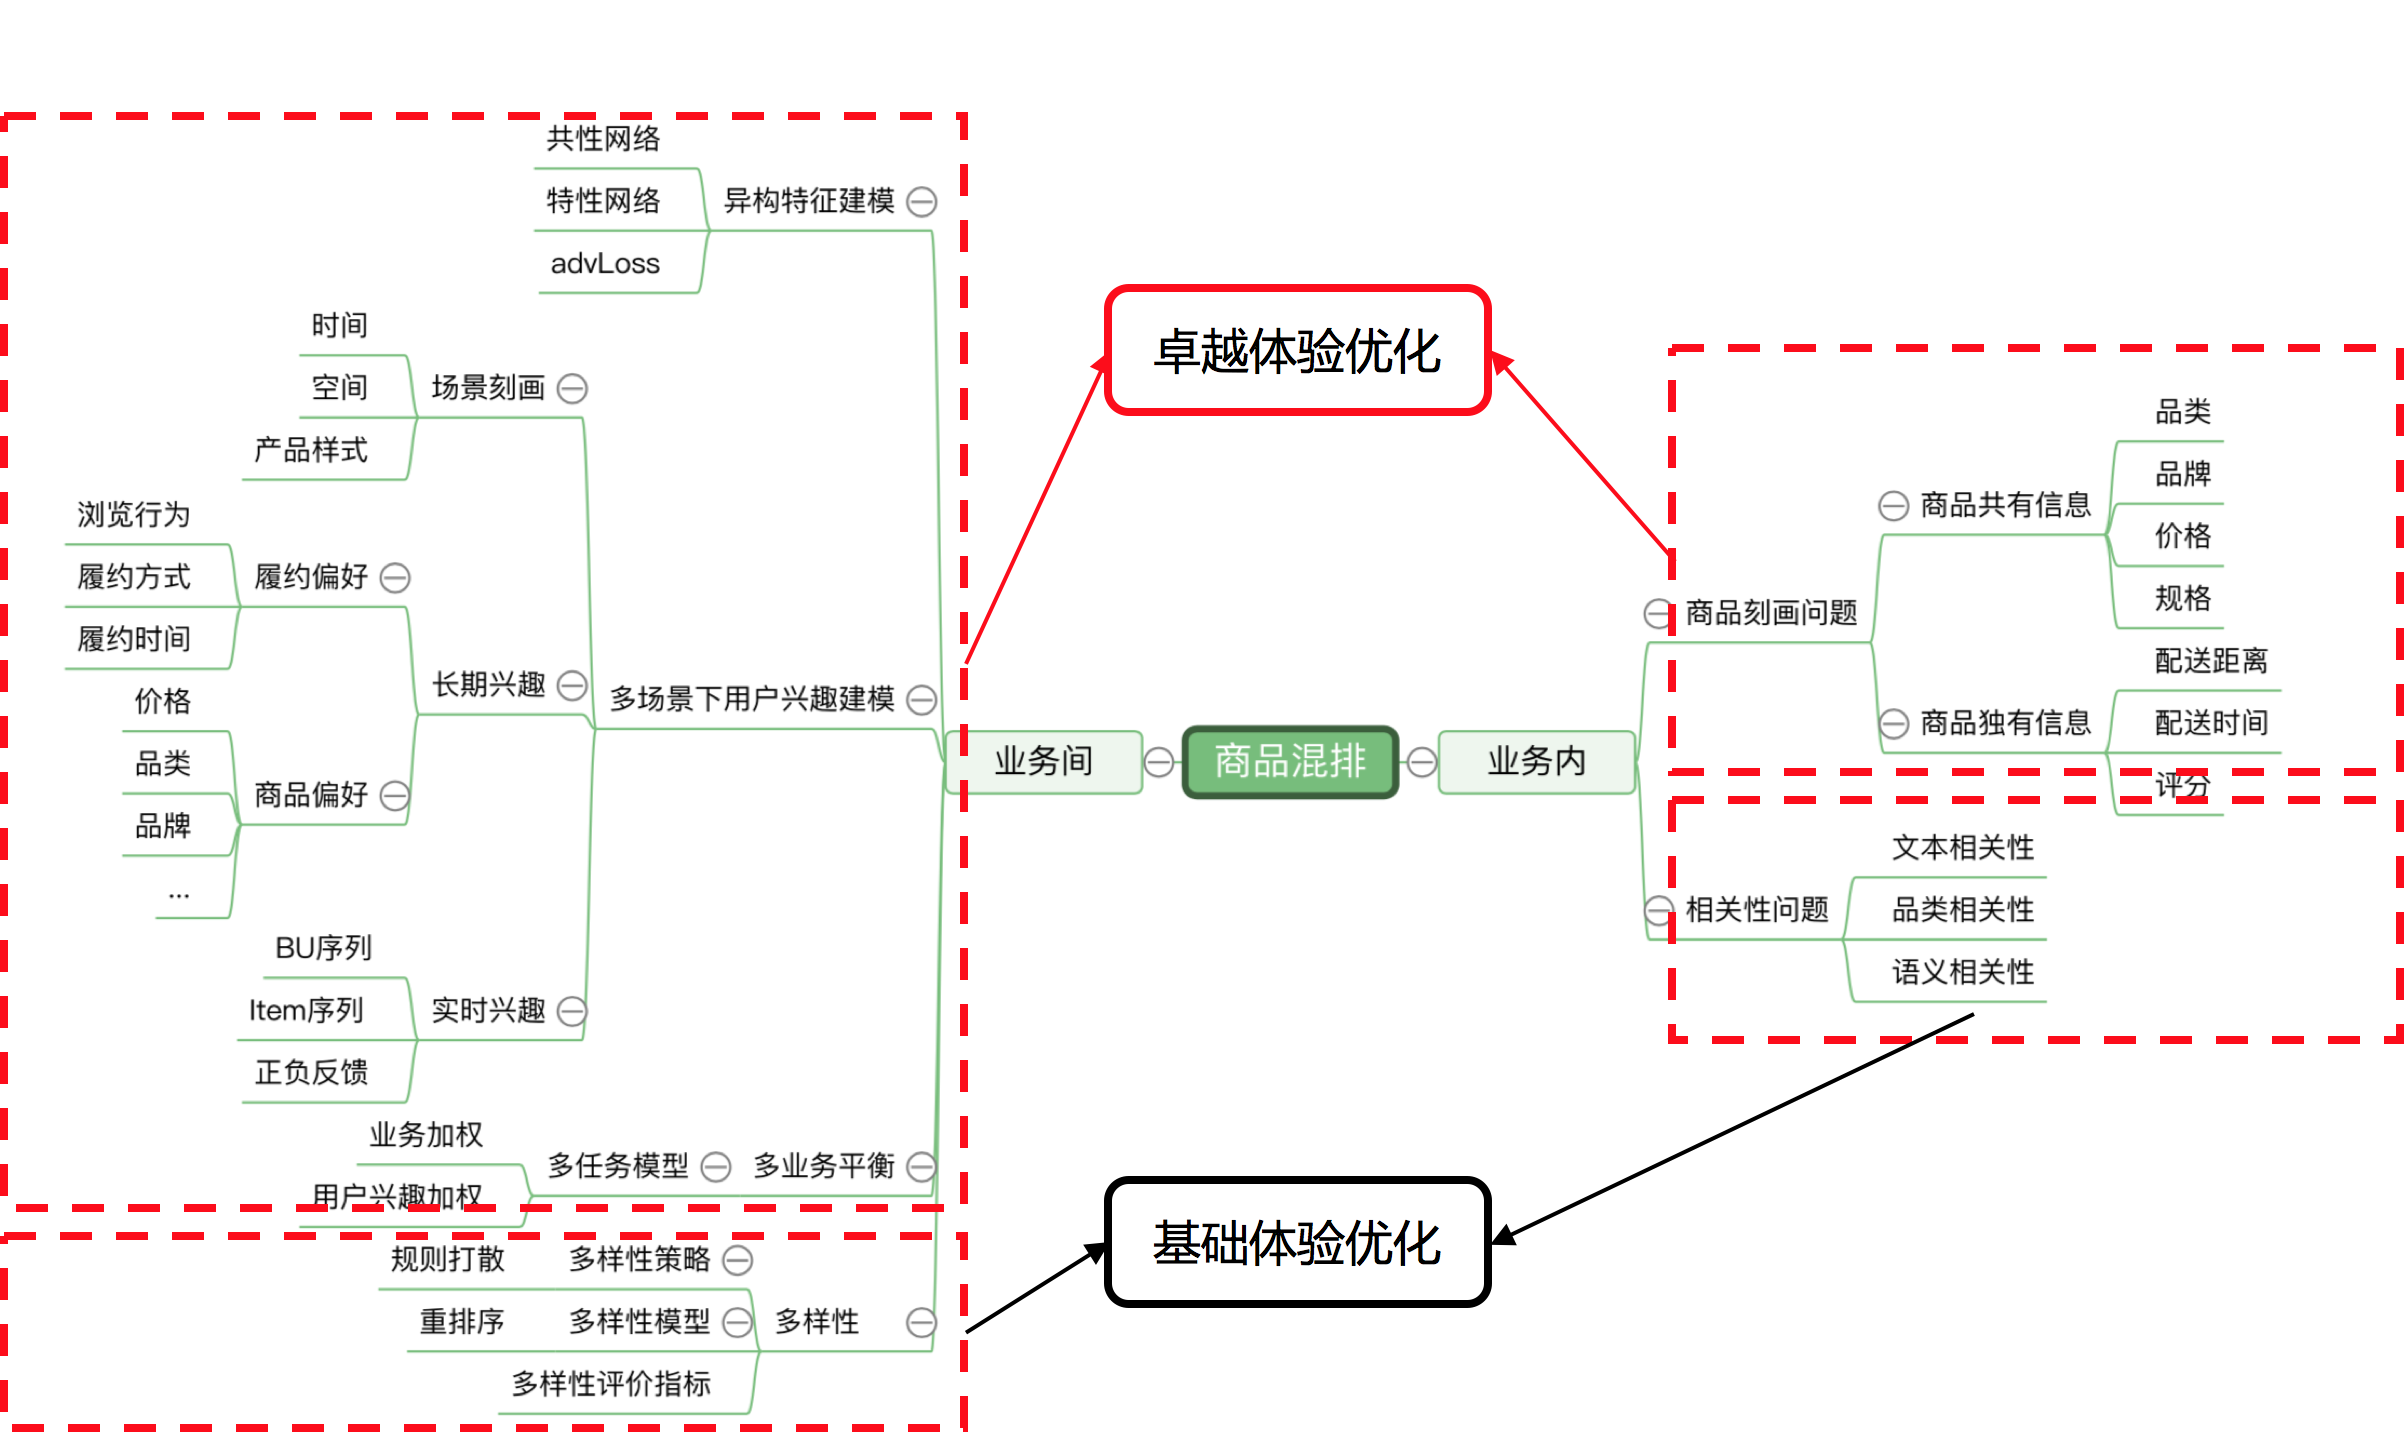 共性网络
特性网络
异构特征建模
advLoss
时间
空间
场景刻画
产品样式
浏览行为
履约方式
履约偏好
履约时间
长期兴趣
多场景下用户兴趣建模
价格
品类
商品偏好
品牌
...
BU序列
Item序列
实时兴趣
正负反馈
业务加权
多任务模型
多业务平衡
用户兴趣加权
规则打散
多样性策略
重排序
多样性模型
多样性
多样性评价指标
卓越体验优化
业务间
商品混排
业务内
基础体验优化
品类
品牌
商品共有信息
价格
规格
商品刻画问题
配送距离
商品独有信息
配送时间
评分
文本相关性
相关性问题
品类相关性
语义相关性